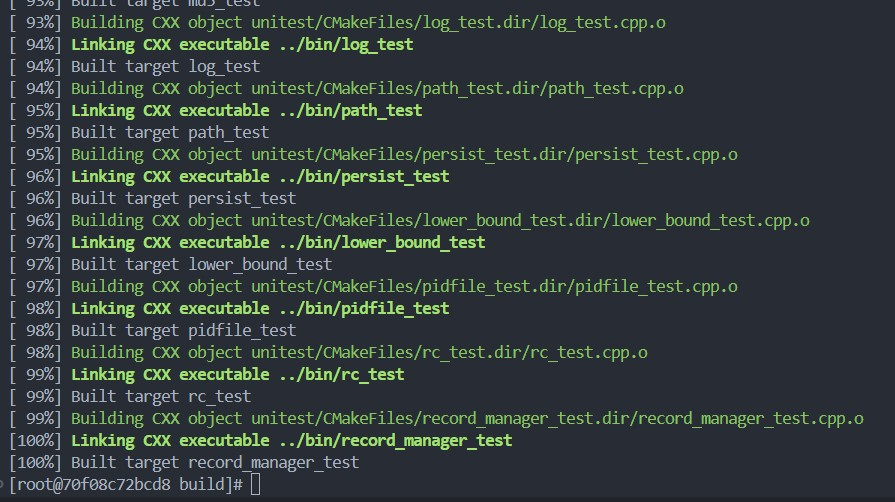 [ 93%] Built target md5_test
[ 93%] Building CXX object unitest/CMakeFiles/log_test.dir/log_test.cpp.o
[ 94%] Linking CXX executable ../bin/log_test
[ 94%] Built target log_test
[ 94%] Building CXX object unitest/CMakeFiles/path_test.dir/path_test.cpp.o
[ 95%] Linking CXX executable ../bin/path_test
[ 95%] Built target path_test
[ 95%] Building CXX object unitest/CMakeFiles/persist_test.dir/persist_test.cpp.o
[ 96%] Linking CXX executable ../bin/persist_test
[ 96%] Built target persist_test
[ 96%] Building CXX object unitest/CMakeFiles/lower_bound_test.dir/lower_bound_test.cpp.o
[ 97%] Linking CXX executable ../bin/lower_bound_test
[ 97%] Built target lower_bound_test
[ 97%] Building CXX object unitest/CMakeFiles/pidfile_test.dir/pidfile_test.cpp.o
[ 98%] Linking CXX executable ../bin/pidfile_test
[ 98%] Built target pidfile_test
[ 98%] Building CXX object unitest/CMakeFiles/rc_test.dir/rc_test.cpp.o
[ 99%] Linking CXX executable ../bin/rc_test
[ 99%] Built target rc_test
[ 99%] Building CXX object unitest/CMakeFiles/record_manager_test.dir/record_manager_test.cpp.o
[100%] Linking CXX executable ../bin/record_manager_test
[100%] Built target record_manager_test
[root@70f08c72bcd8 build]#